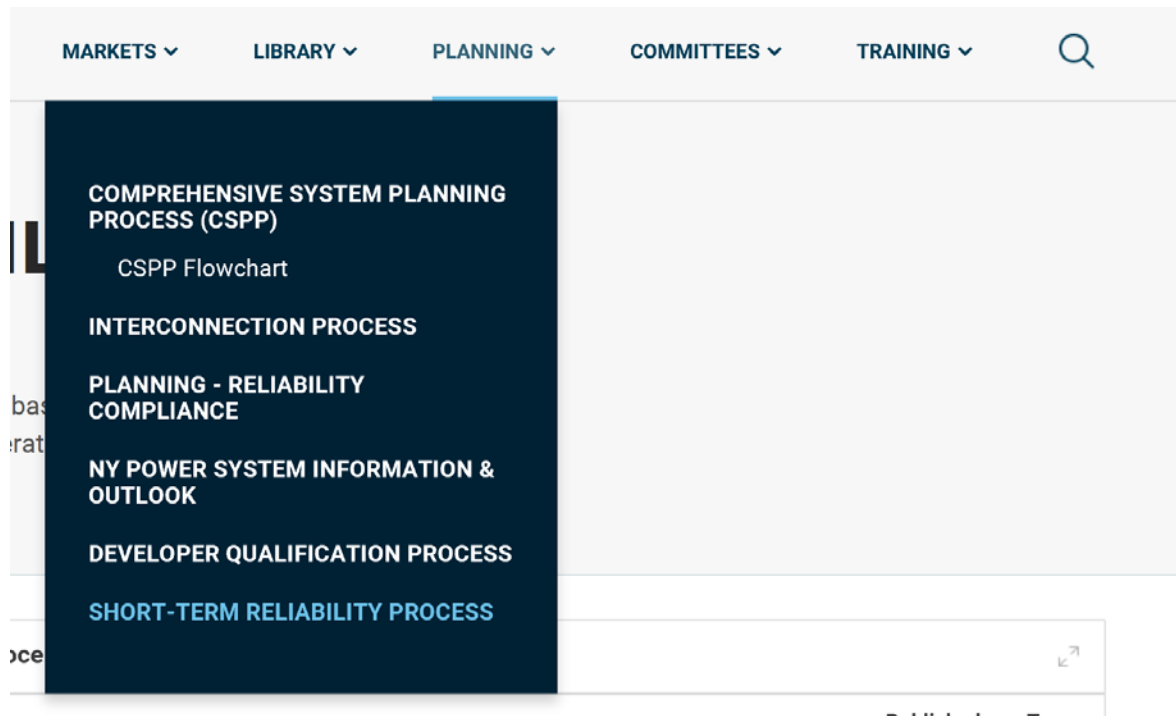 MARKETS
LIBRARY
PLANNING
COMMITTEES
TRAINING
COMPREHENSIVE SYSTEM PLANNING
PROCESS (CSPP)
CSPP Flowchart
INTERCONNECTION PROCESS
PLANNING - RELIABILITY
COMPLIANCE
NY POWER SYSTEM INFORMATION &
OUTLOOK
DEVELOPER QUALIFICATION PROCESS
SHORT-TERM RELIABILITY PROCESS